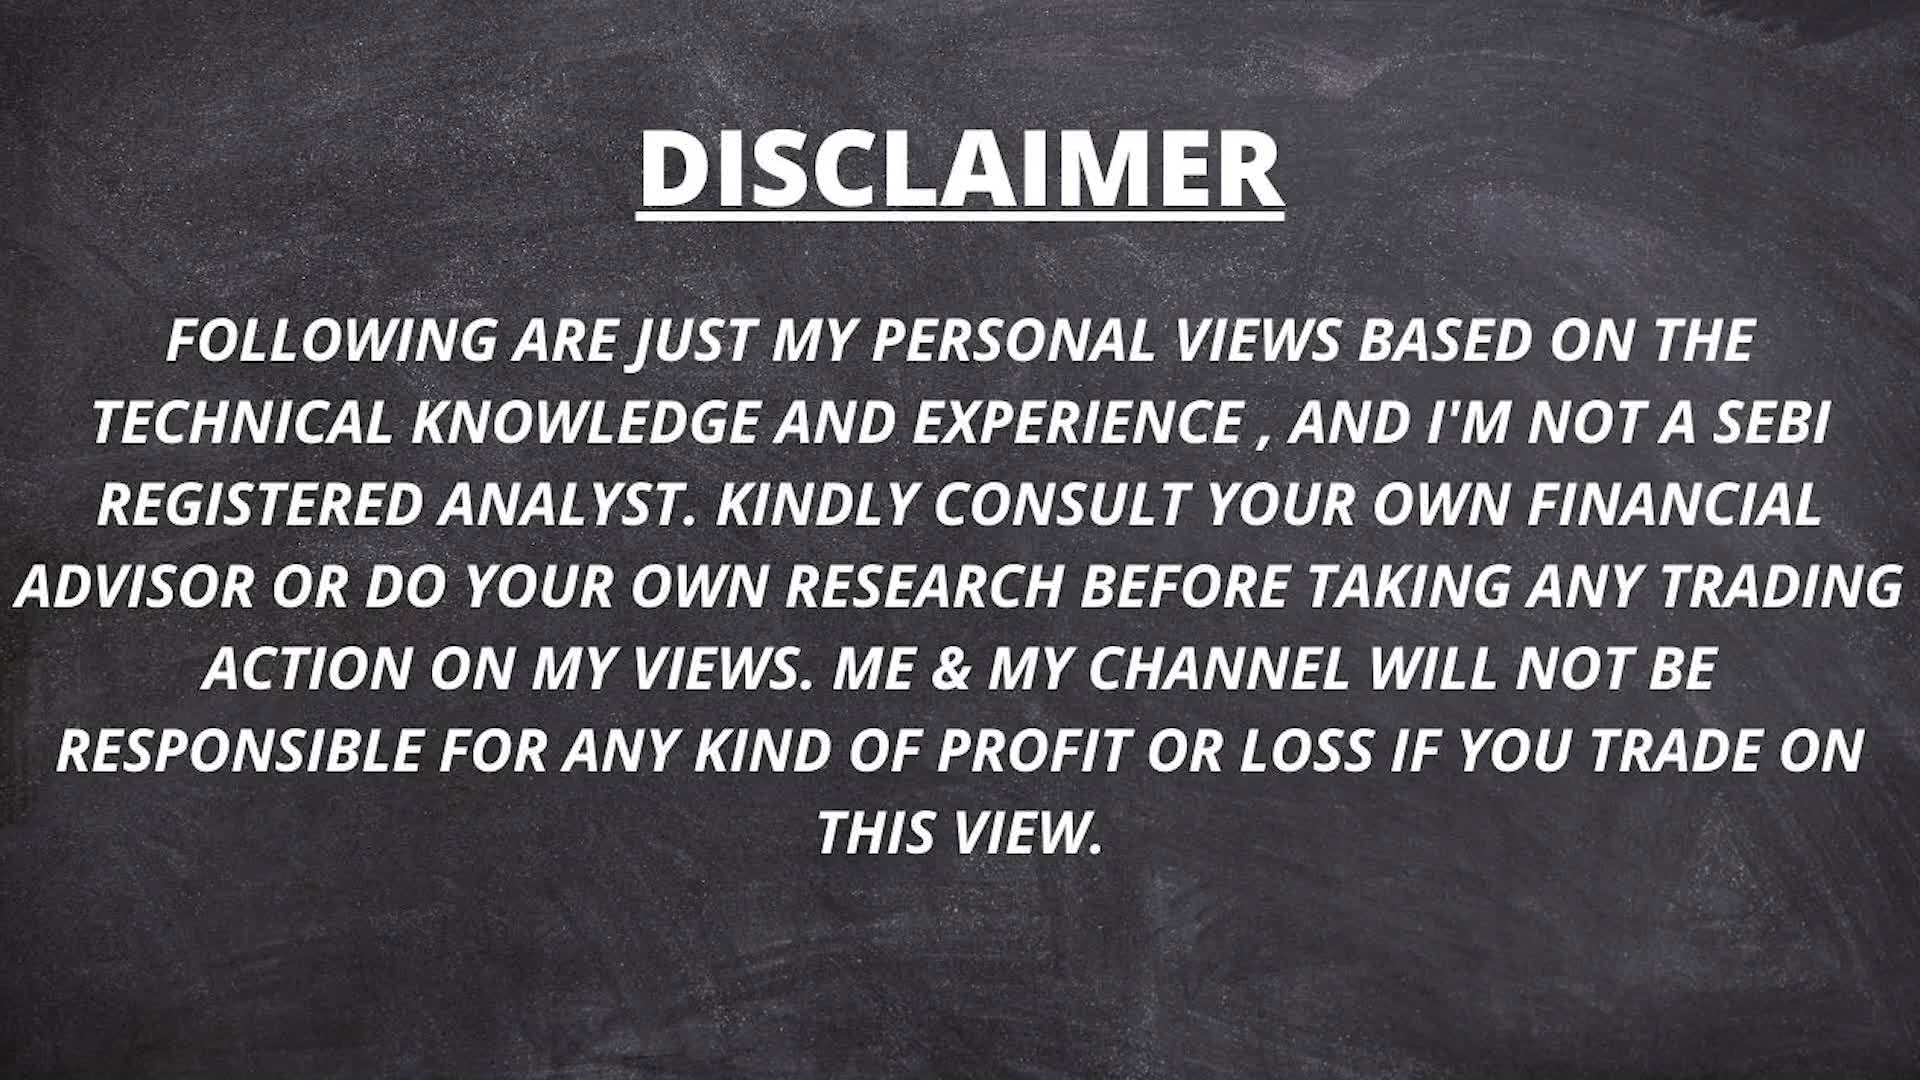 DISCLAIMER
FOLLOWING ARE JUST MY PERSONAL VIEWS BASED ON THE
TECHNICAL KNOWLEDGE AND EXPERIENCE , AND I'M NOT A SEBI
REGISTERED ANALYST. KINDLY CONSULT YOUR OWN FINANCIAL
ADVISOR OR DO YOUR OWN RESEARCH BEFORE TAKING ANY TRADING
ACTION ON MY VIEWS. ME & MY CHANNEL WILL NOT BE
RESPONSIBLE FOR ANY KIND OF PROFIT OR LOSS IF YOU TRADE ON
THIS VIEW.